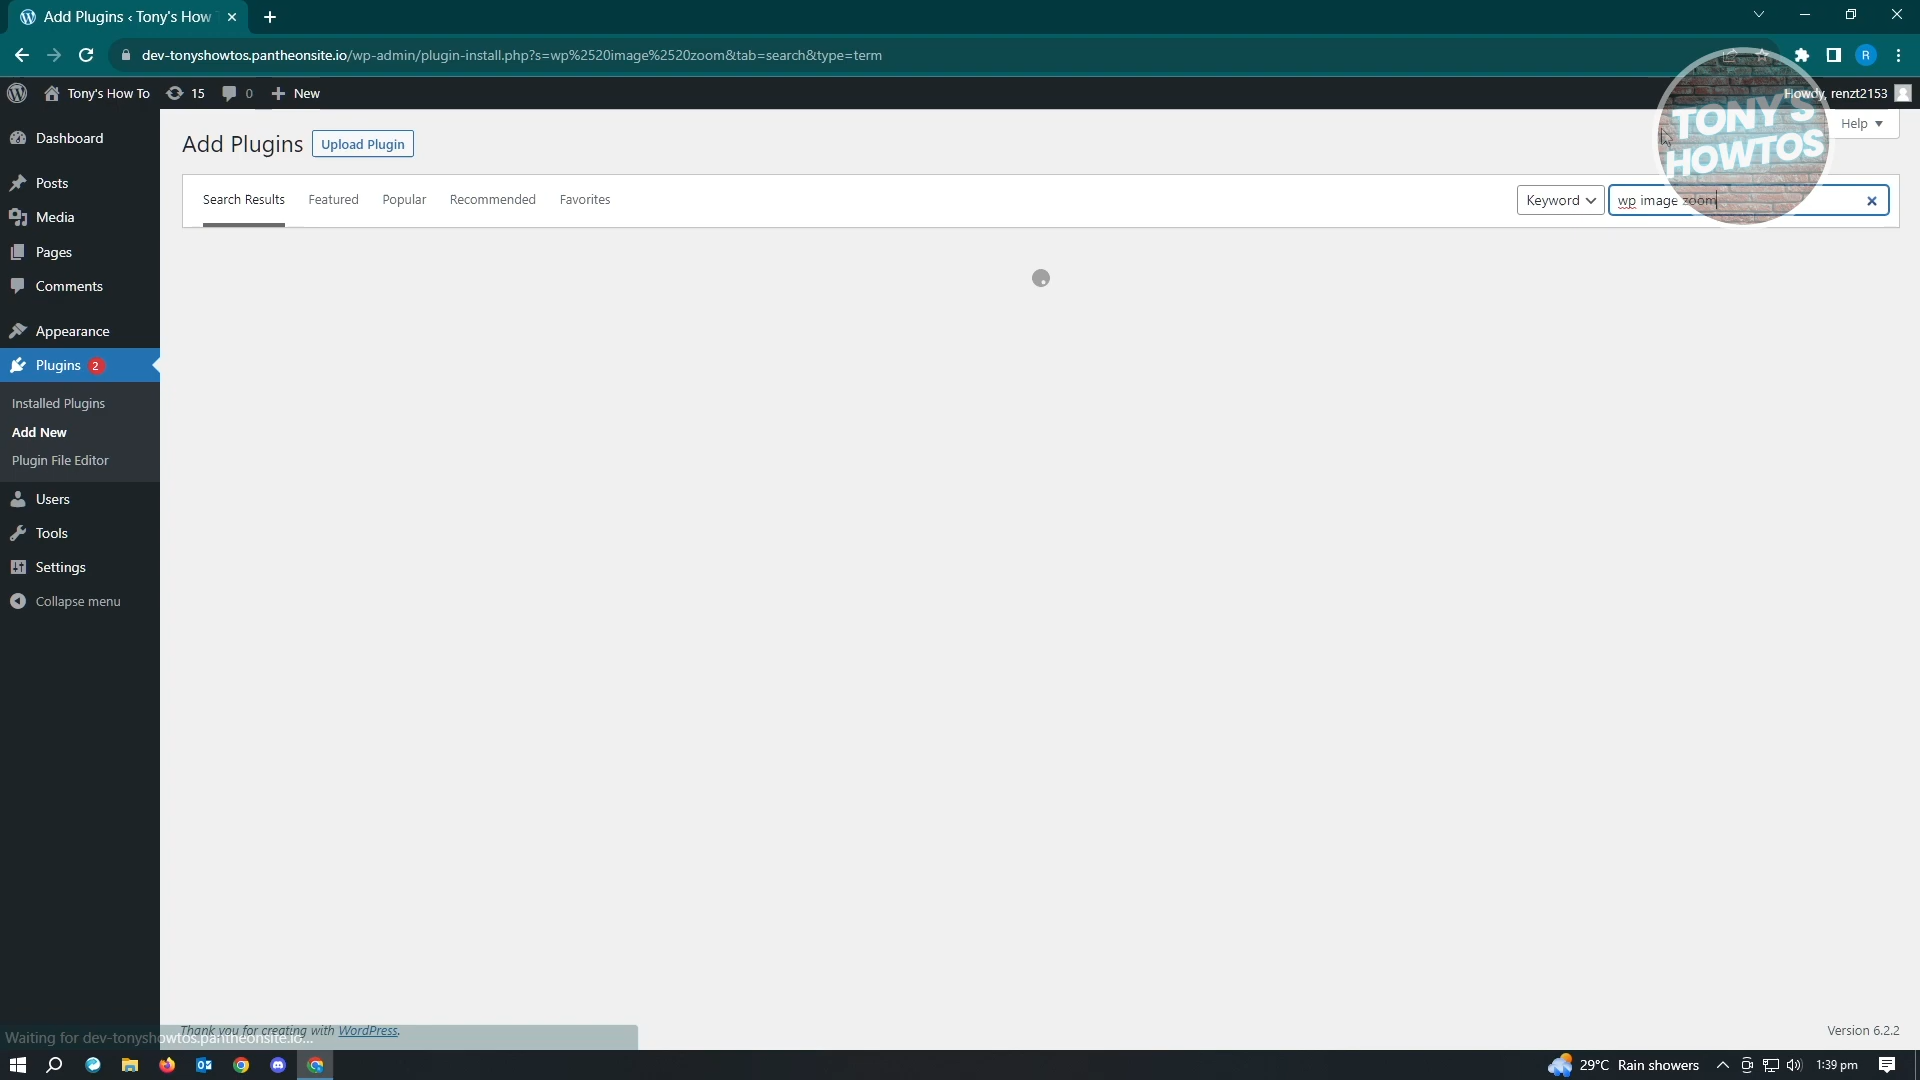 Add Plugins ‹ Tony's How T
dev-tonyshowtos.pantheonsite.io/wp-admin/plugin-install.php?s=wp%2520image%2520zoom&tab=search&type=term
R
Tony's How To
15
0
New
Howdy, renzt2153
TONY'S
HOWTOS
Help
Dashboard
Posts
Media
Pages
Comments
Appearance
Plugins 2
Installed Plugins
Add New
Plugin File Editor
Users
Tools
Settings
Collapse menu
Add Plugins
Upload Plugin
Search Results
Featured
Popular
Recommended
Favorites
Keyword
wp image zoom
Thank you for creating with WordPress.
Version 6.2.2
Waiting for dev-tonyshowtos.pantheonsite.io...
29°C Rain showers
1:39 pm